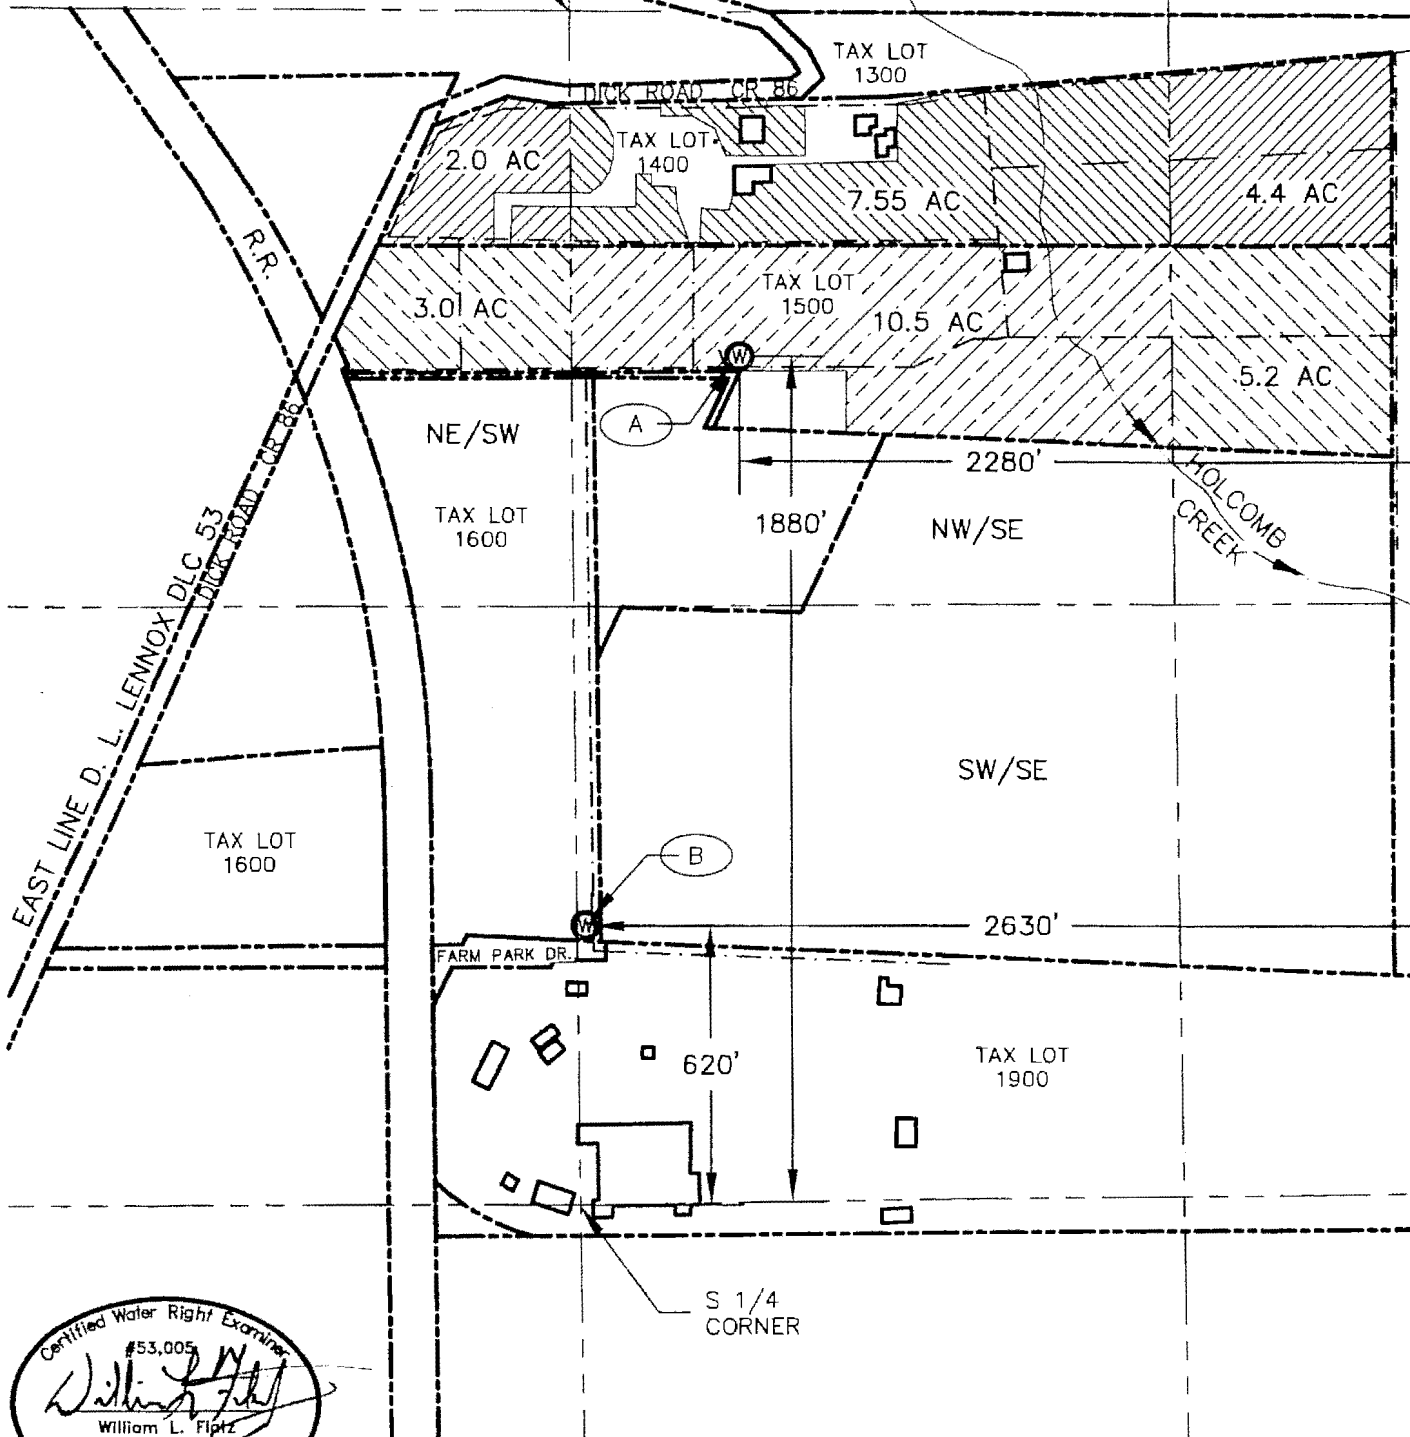 TAX LOT
1300
DICK ROAD CR 86
TAX LOT
1400
2.0 AC
7.55 AC
4.4 AC
R.R.
TAX LOT
1500
3.0 AC
10.5 AC
5.2 AC
W
A
NE/SW
2280'
HOLCOMB
CREEK
TAX LOT
1600
1880'
NW/SE
EAST LINE D. L. LENNOX DLC 53
DICK ROAD CR 86
SW/SE
TAX LOT
1600
B
W
2630'
FARM PARK DR.
620'
TAX LOT
1900
S 1/4
CORNER
Certified Water Right Examiner
#53,005
William L. Flatz